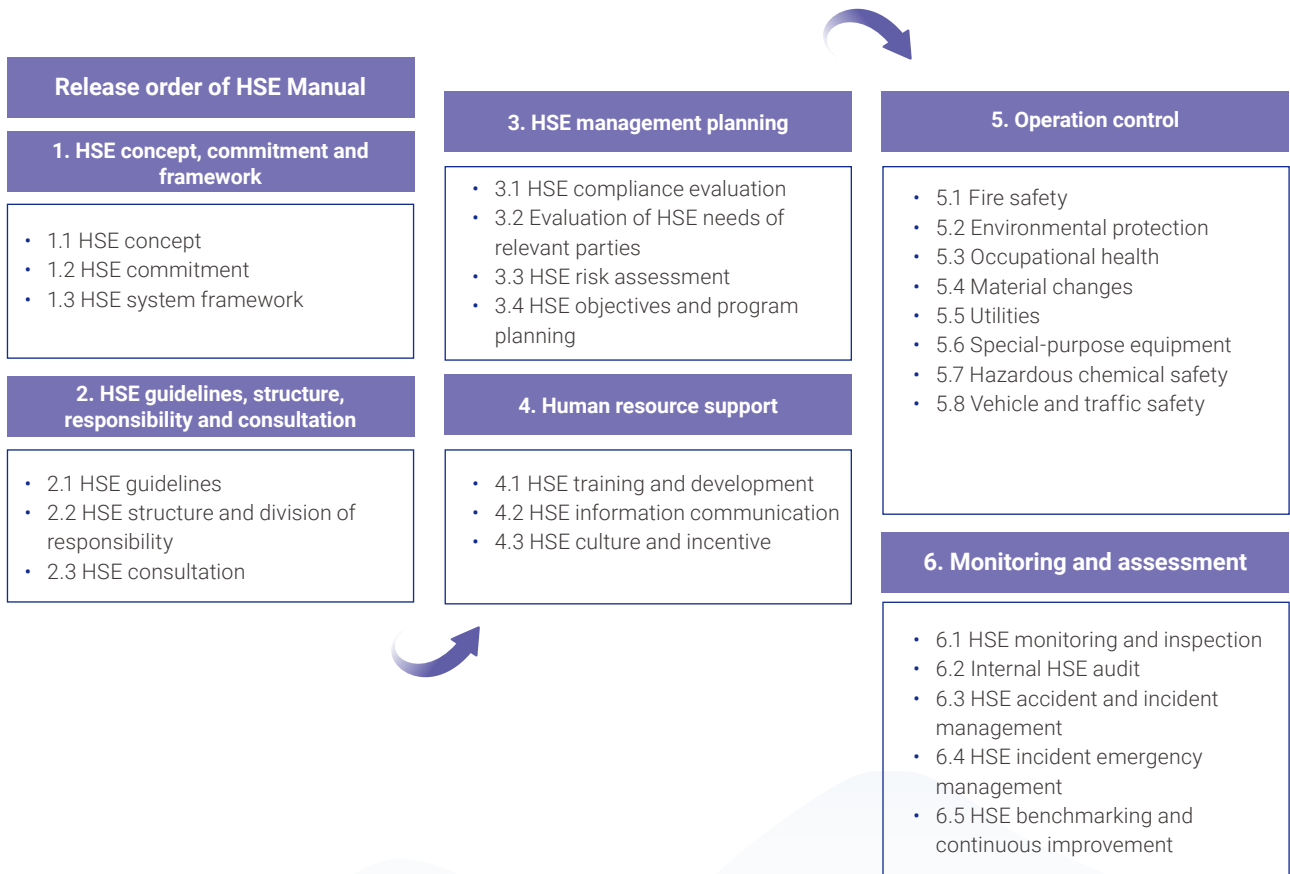 Release order of HSE Manual
1. HSE concept, commitment and
framework
• 1.1 HSE concept
• 1.2 HSE commitment
• 1.3 HSE system framework
2. HSE guidelines, structure,
responsibility and consultation
• 2.1 HSE guidelines
• 2.2 HSE structure and division of
responsibility
• 2.3 HSE consultation
3. HSE management planning
• 3.1 HSE compliance evaluation
• 3.2 Evaluation of HSE needs of
relevant parties
• 3.3 HSE risk assessment
• 3.4 HSE objectives and program
planning
4. Human resource support
• 4.1 HSE training and development
• 4.2 HSE information communication
• 4.3 HSE culture and incentive
5. Operation control
• 5.1 Fire safety
• 5.2 Environmental protection
• 5.3 Occupational health
• 5.4 Material changes
• 5.5 Utilities
• 5.6 Special-purpose equipment
• 5.7 Hazardous chemical safety
• 5.8 Vehicle and traffic safety
6. Monitoring and assessment
• 6.1 HSE monitoring and inspection
• 6.2 Internal HSE audit
• 6.3 HSE accident and incident
management
• 6.4 HSE incident emergency
management
• 6.5 HSE benchmarking and
continuous improvement